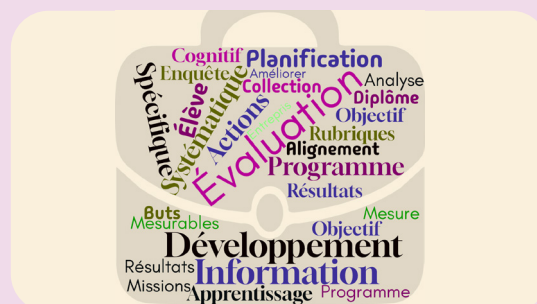 Cognitif
Planification
Enquête
Améliorer
Spécifique
Élève
Systématique
Collection
Actions
Évaluation
Analyse
Diplôme
Objectif
Rubriques
Alignement
Programme
Résultats
Buts
Mesurables
Mesure
Objectif
Développement
Résultats
Information
Missions
Apprentissage
Programme